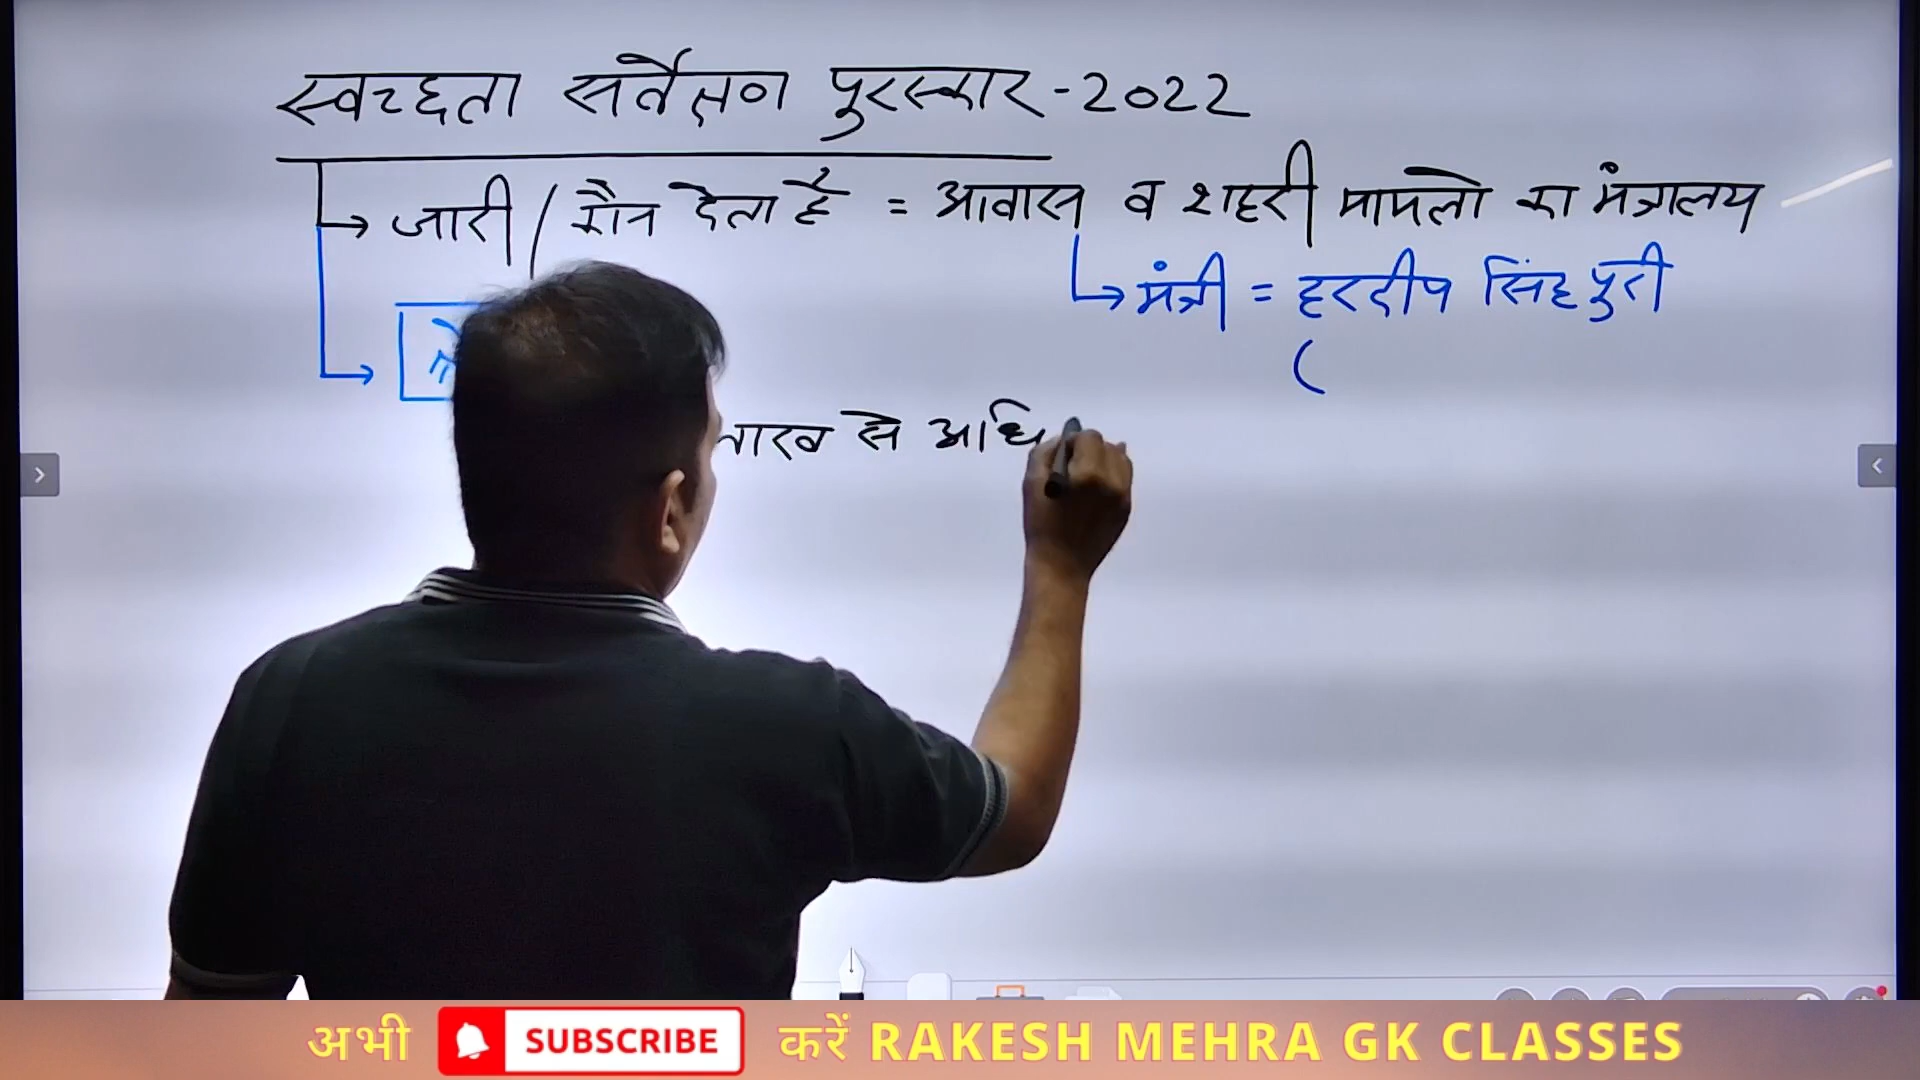 स्वच्छता सर्वेक्षण पुरस्कार-2022
जारी / कौन देता है = आवास व शहरी मामलो का मंत्रालय
मंत्री = हरदीप सिंह पुरी
(
लाख से अधि
अभी SUBSCRIBE करें RAKESH MEHRA GK CLASSES